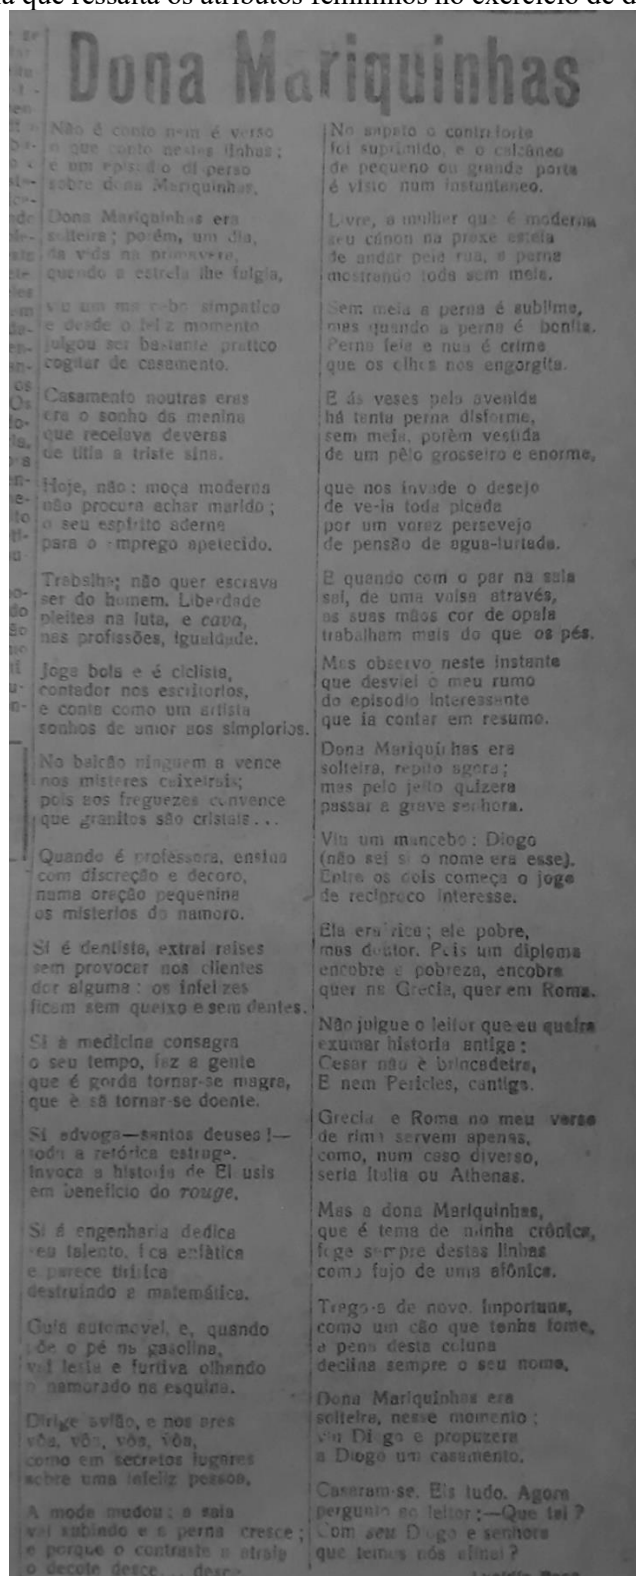 que ressalta os atributos femininos no exercício de d
Dona Mariquinhas
Não é conto nem é verso
o que conto nestas linhas;
é um episodio di perso
sobre dona Mariquinhas.
Dona Mariquinhas era
solteira; porém, um dia,
da vida na primavera,
quando a estrela lhe fulgia,
viu um mancebo simpatico
e desde o feliz momento
julgou ser bastante pratico
cogitar de casamento.
Casamento noutras eras
era o sonho da menina
que receiava deveras
de titia a triste sina.
Hoje, não: moça moderna
não procura achar marido;
o seu espirito aderna
para o emprego apetecido.
Trabalha; não quer escrava
ser do homem. Liberdade
pleitea na luta, e cava,
nas profissões, igualdade.
Joga bola e é ciclista,
contador nos escritorios,
e conta como um artista
sonhos de amor aos simplorios.
No balcão ninguem a vence
nos misteres caixeirais;
pois aos freguezes convence
que granitos são cristais...
Quando é professora, ensina
com discreção e decoro,
numa oração pequenina
os misterios do namoro.
Si é dentista, extrai raises
sem provocar nos clientes
dor alguma: os infelizes
ficam sem queixo e sem dentes.
Si á medicina consagra
o seu tempo, faz a gente
que é gorda tornar-se magra,
que è sã tornar-se doente.
Si advoga—santos deuses!—
toda a retórica estruge.
Invoca a historia de El usis
em beneficio do rouge.
Si á engenharia dedica
seu talento, fica enfática
e parece
destruindo a matemática.
Guia automovel, e, quando
põe o pé na gasolina,
vai lesta e furtiva olhando
o namorado na esquina.
Dirige avião, e nos ares
vôa, vôa, vôa, vôa,
como em secretos lugares
sobre uma infeliz pessoa.
A moda mudou: a saia
vai subindo e a perna cresce;
e porque o contraste a atraia
o decote desce... desce
No sapato o contraforte
foi suprimido, e o calcáneo
de pequeno ou grande porte
é visto num instantaneo.
Livre, a mulher que é moderna
seu cánon na praxe
de andar pela rua, a perna
mostrando toda sem meia.
Sem meia a perna é sublime,
mas quando a perna é bonita.
Perna feia e nua é crime
que os olhos nos engorgita.
E ás veses pela avenida
há tanta perna disforme,
sem meia, porém vestida
de um pêlo grosseiro e enorme,
que nos invade o desejo
de ve-la toda picada
por um voraz persevejo
de pensão de agua-furtada.
E quando com o par na sala
sai, de uma valsa através,
as suas mãos cor de opala
trabalham mais do que os pés.
Mas observo neste instante
que desviei o meu rumo
do episodio interessante
que ia contar em resumo.
Dona Mariquinhas era
solteira, repito agora;
mas pelo jeito quizera
passar a grave senhora.
Viu um mancebo: Diogo
(não sei si o nome era esse).
Entre os dois começa o jogo
de reciproco interesse.
Ela era rica; ele pobre,
mas doutor. Pois um diploma
encobre a pobreza, encobre
quer na Grecia, quer em Roma.
Não julgue o leitor que eu queira
exumar historia antiga:
Cesar não é brincadeira,
E nem Pericles, cantiga.
Grecia e Roma no meu verso
de rima servem apenas,
como, num caso diverso,
seria Italia ou Athenas.
Mas a dona Mariquinhas,
que é tema de minha crônica,
foge sempre destas linhas
como fujo de uma afônica.
Trago-a de novo. Importuna,
como um cão que tenha fome,
a pena desta coluna
declina sempre o seu nome.
Dona Mariquinhas era
solteira, nesse momento;
viu Diogo e propuzera
a Diogo um casamento.
Casaram-se. Eis tudo. Agora
pergunto ao leitor:—Que tal?
Com seu Diogo e senhora
que temos nós afinal?